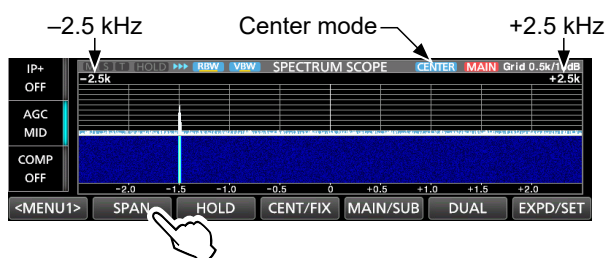 –2.5 kHz Center mode +2.5 kHz
IP+ OFF
HOLD RBW VBW SPECTRUM SCOPE CENTER MAIN Grid 0.5k/10dB
–2.5k +2.5k
AGC MID
COMP OFF
–2.0 –1.5 –1.0 –0.5 0 +0.5 +1.0 +1.5 +2.0
<MENU1> SPAN HOLD CENT/FIX MAIN/SUB DUAL EXPD/SET